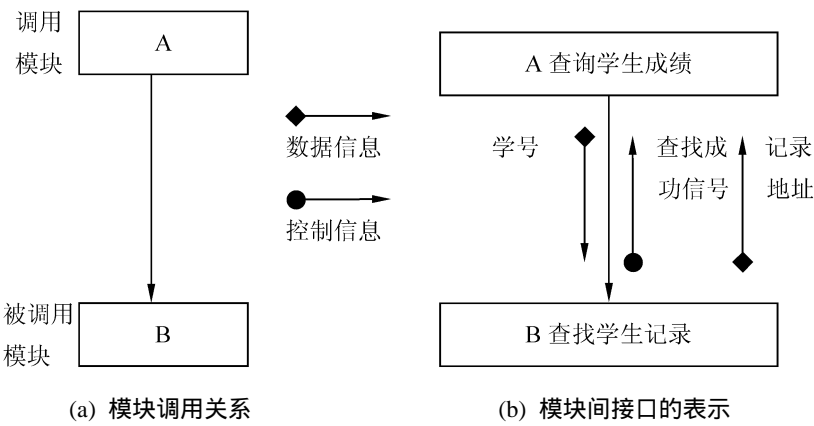 调用
模块
A
被调用
模块
B
数据信息
控制信息
(a) 模块调用关系
A 查询学生成绩
学号
查找成
功信号
记录
地址
B 查找学生记录
(b) 模块间接口的表示